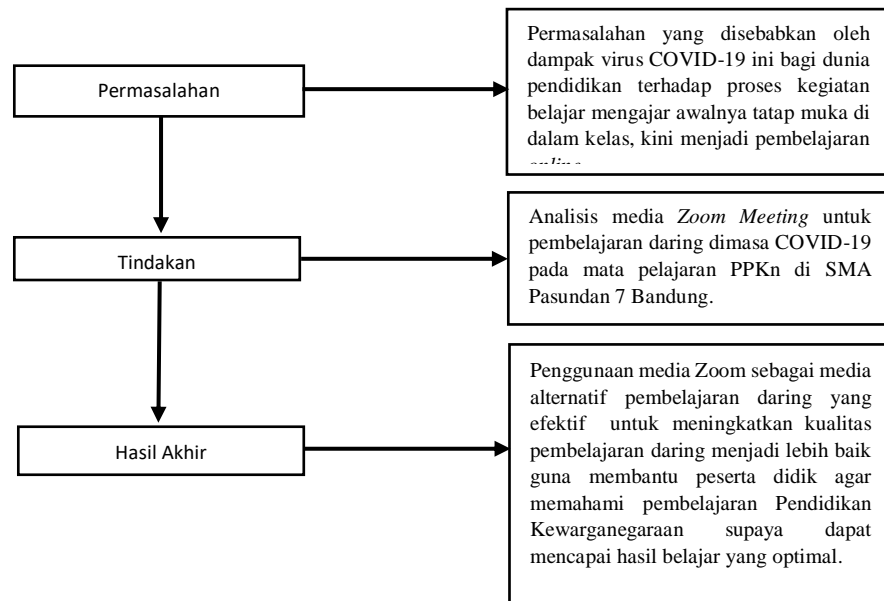 Permasalahan
Permasalahan yang disebabkan oleh
dampak virus COVID-19 ini bagi dunia
pendidikan terhadap proses kegiatan
belajar mengajar awalnya tatap muka di
dalam kelas, kini menjadi pembelajaran
online
Tindakan
Analisis media Zoom Meeting untuk
pembelajaran daring dimasa COVID-19
pada mata pelajaran PPKn di SMA
Pasundan 7 Bandung.
Hasil Akhir
Penggunaan media Zoom sebagai media
alternatif pembelajaran daring yang
efektif untuk meningkatkan kualitas
pembelajaran daring menjadi lebih baik
guna membantu peserta didik agar
memahami pembelajaran Pendidikan
Kewarganegaraan supaya dapat
mencapai hasil belajar yang optimal.